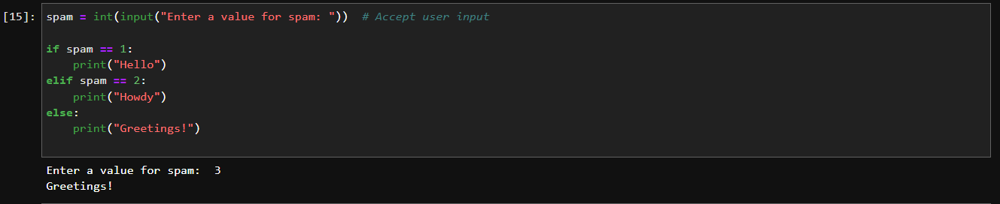 [15]: spam = int(input("Enter a value for spam: "))  # Accept user input
if spam == 1:
    print("Hello")
elif spam == 2:
    print("Howdy")
else:
    print("Greetings!")
Enter a value for spam:  3
Greetings!